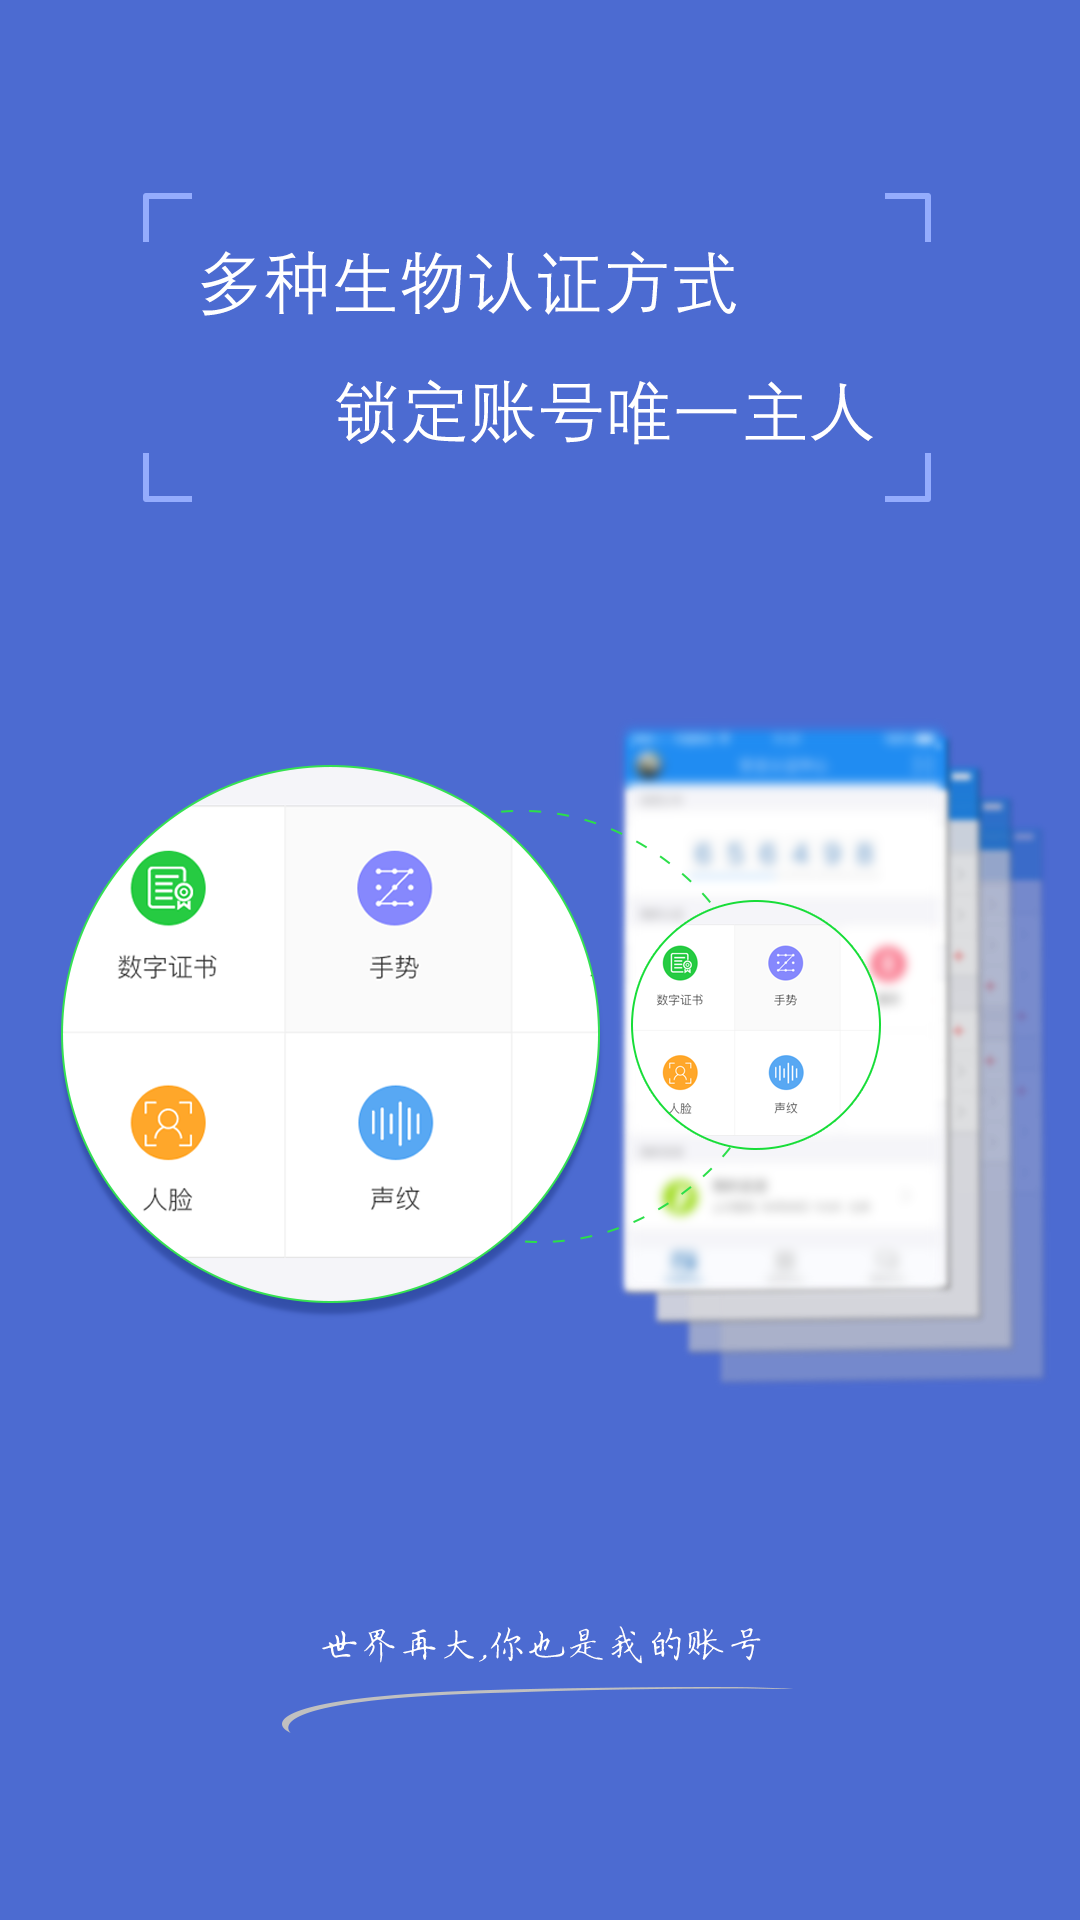 多种生物认证方式
锁定账号唯一主人
数字证书
手势
人脸
声纹
656498
数字证书
手势
人脸
声纹
世界再大,你也是我的账号